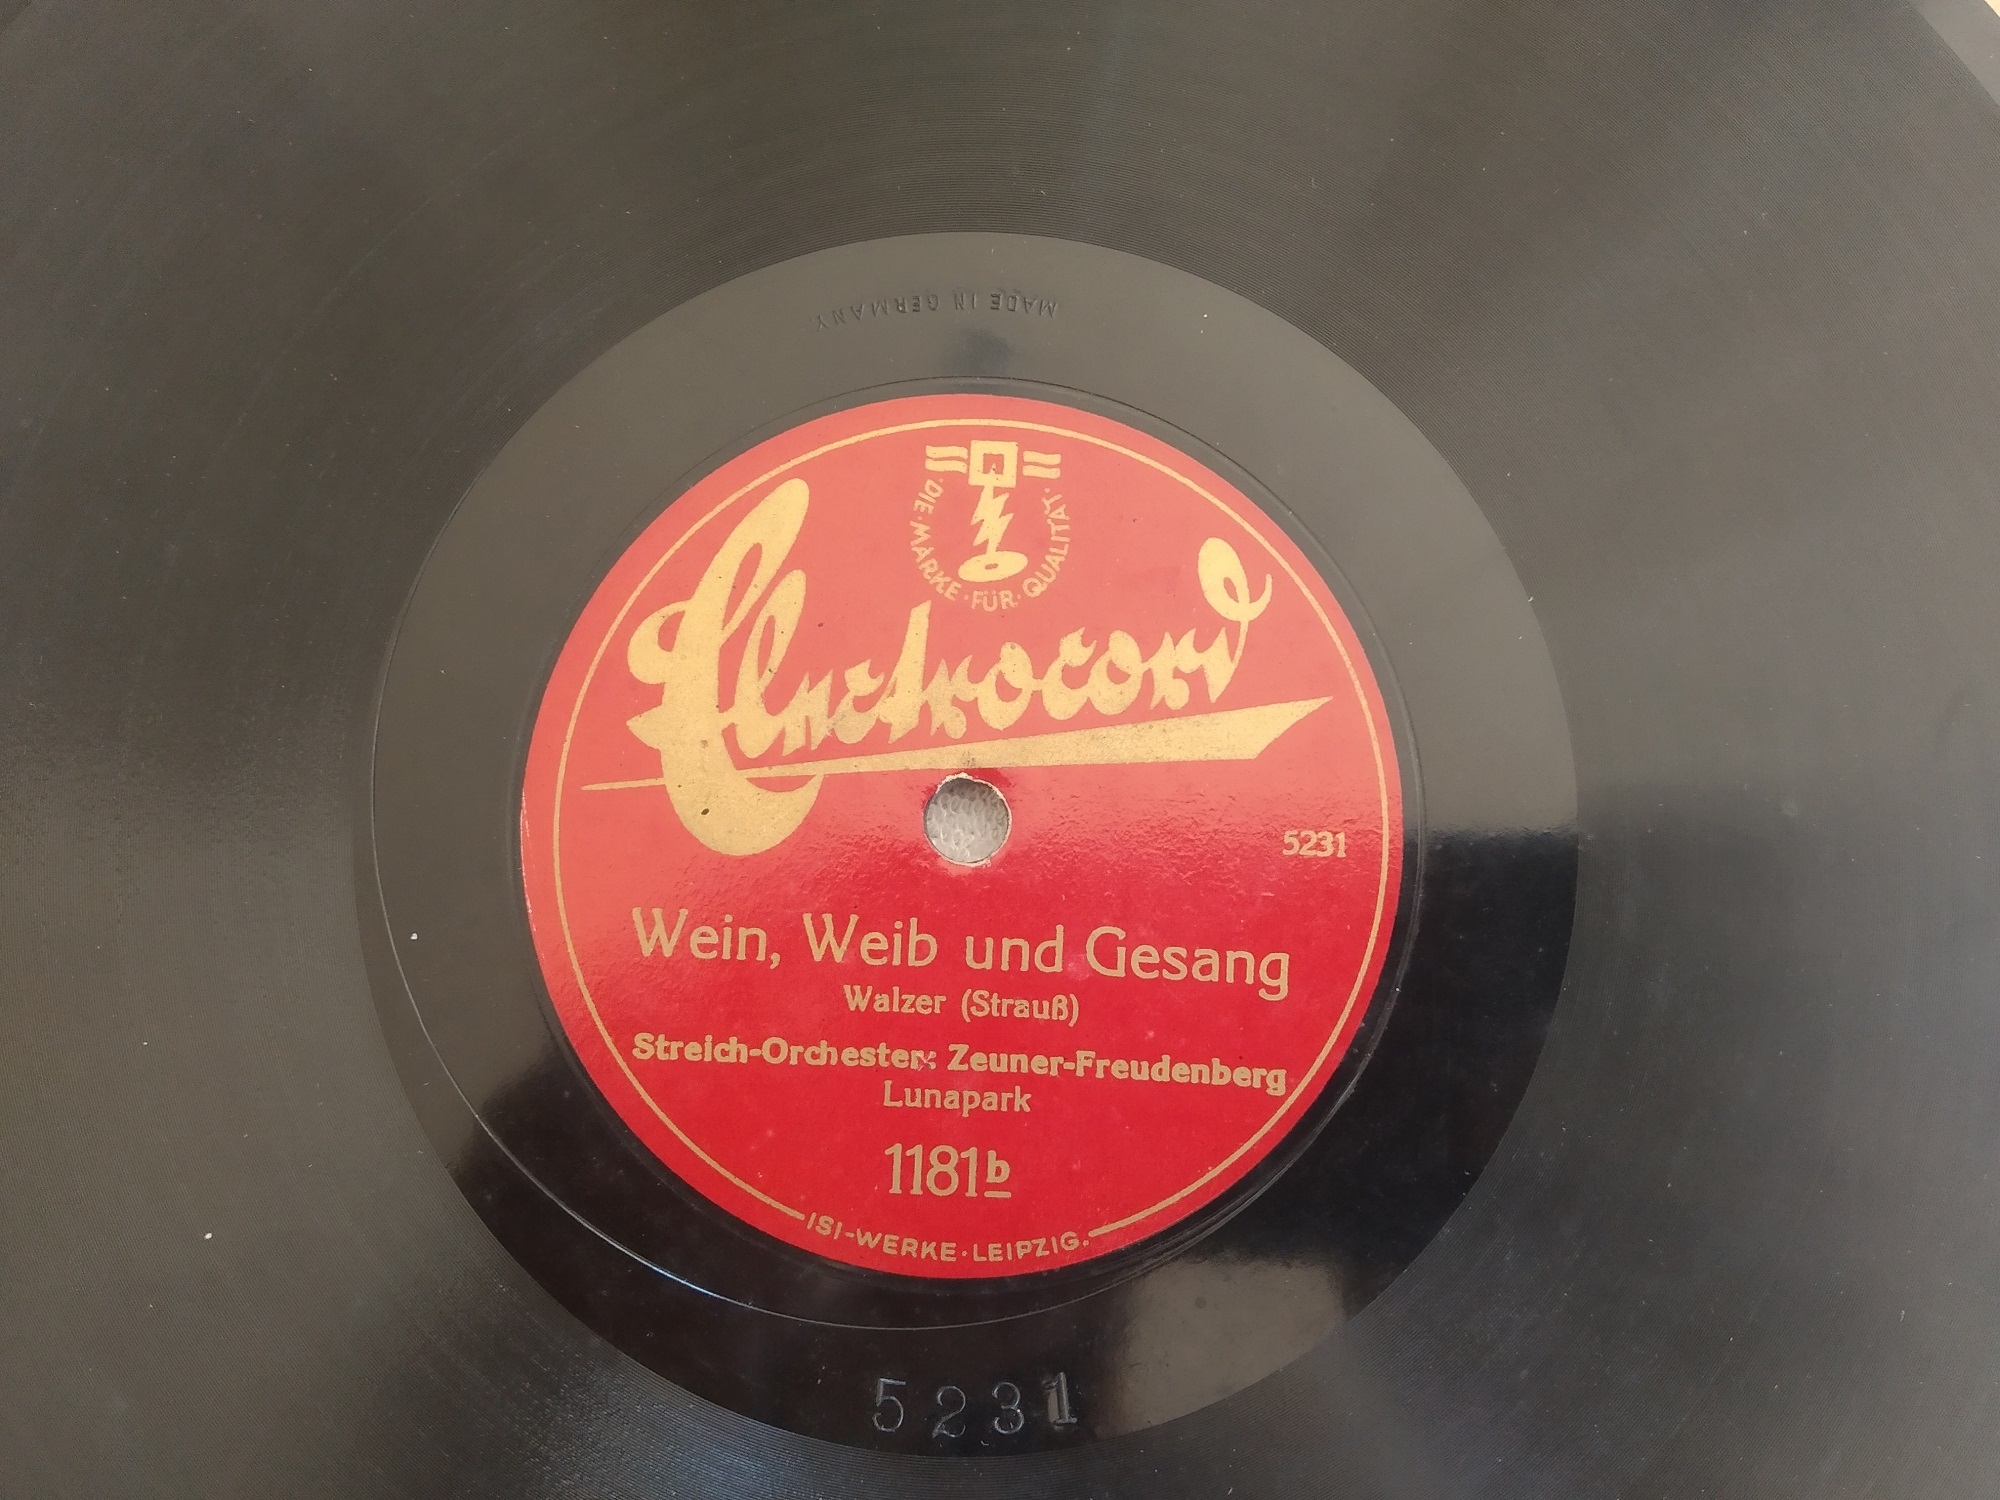 MADE IN GERMANY
·DIE·MARKE·FÜR·QUALITÄT·
Electrocord
5231
Wein, Weib und Gesang
Walzer (Strauß)
Streich-Orchester: Zeuner-Freudenberg
Lunapark
1181b
ISI-WERKE·LEIPZIG.
5231